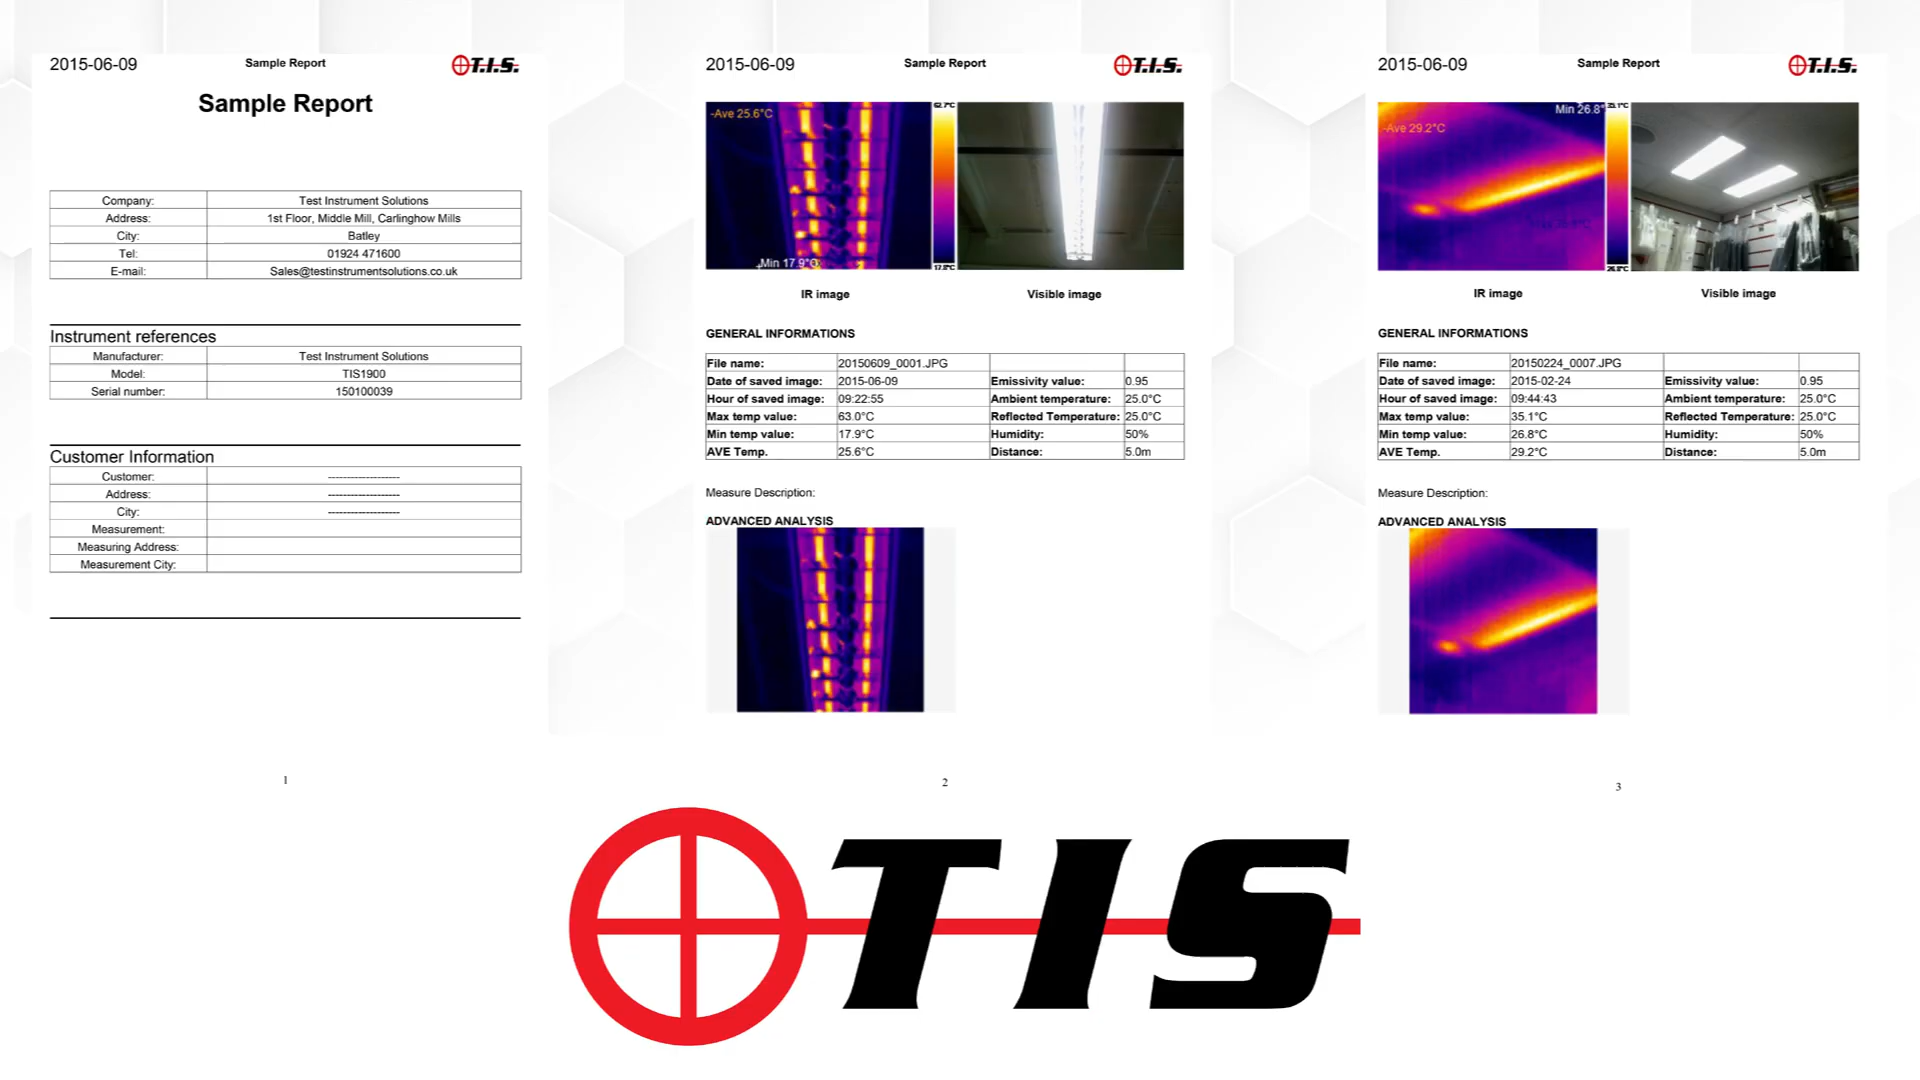 2015-06-09 Sample Report T.I.S.
Sample Report
Company: Test Instrument Solutions
Address: 1st Floor, Middle Mill, Carlinghow Mills
City: Batley
Tel: 01924 471600
E-mail: Sales@testinstrumentsolutions.co.uk
Instrument references
Manufacturer: Test Instrument Solutions
Model: TIS1900
Serial number: 150100039
Customer Information
Customer: -------------------
Address: -------------------
City: -------------------
Measurement:
Measuring Address:
Measurement City:
1
2015-06-09 Sample Report T.I.S.
-Ave 25.6°C
Min 17.9°C
IR image Visible image
GENERAL INFORMATIONS
File name: 20150609_0001.JPG
Date of saved image: 2015-06-09 Emissivity value: 0.95
Hour of saved image: 09:22:55 Ambient temperature: 25.0°C
Max temp value: 63.0°C Reflected Temperature: 25.0°C
Min temp value: 17.9°C Humidity: 50%
AVE Temp. 25.6°C Distance: 5.0m
Measure Description:
ADVANCED ANALYSIS
2
2015-06-09 Sample Report T.I.S.
Min 26.8°
-Ave 29.2°C
IR image Visible image
GENERAL INFORMATIONS
File name: 20150224_0007.JPG
Date of saved image: 2015-02-24 Emissivity value: 0.95
Hour of saved image: 09:44:43 Ambient temperature: 25.0°C
Max temp value: 35.1°C Reflected Temperature: 25.0°C
Min temp value: 26.8°C Humidity: 50%
AVE Temp. 29.2°C Distance: 5.0m
Measure Description:
ADVANCED ANALYSIS
3
TIS